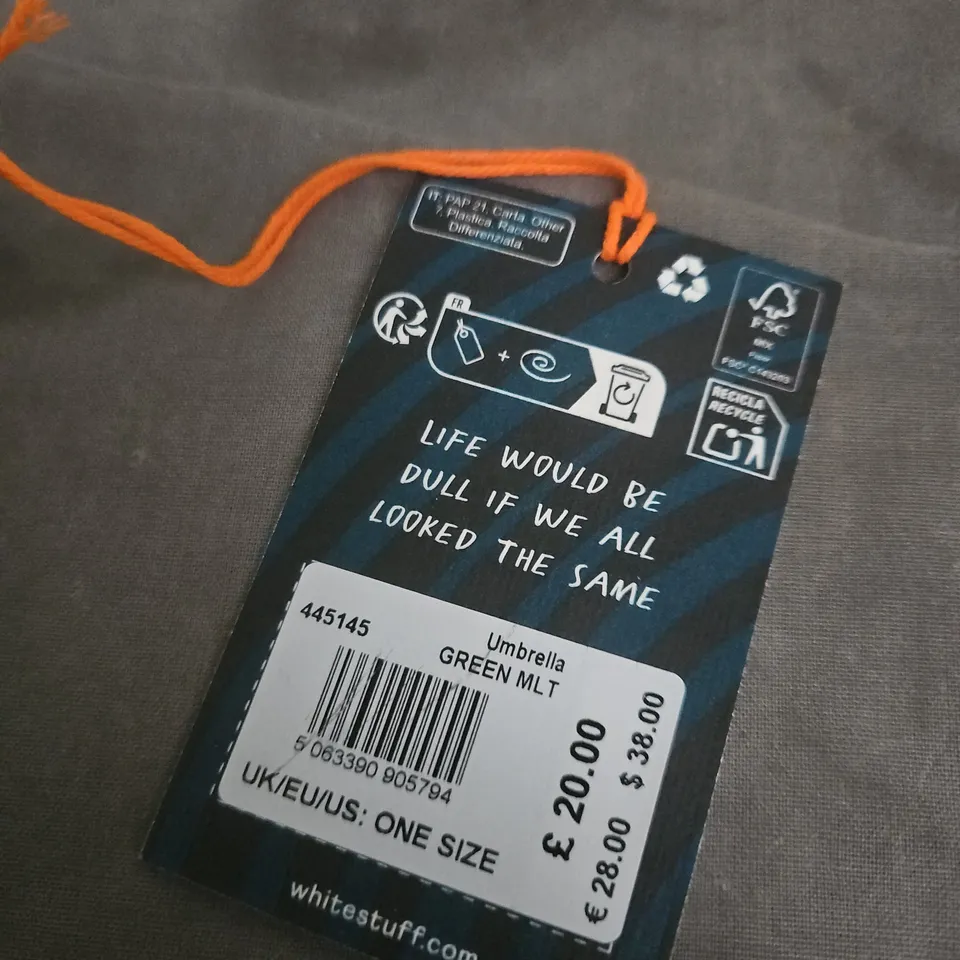 IT: PAP 21. Carta. Other
7. Plastica. Raccolta
Differenziata.
FSC
MIX
FR
+
RECICLA
RECYCLE
LIFE WOULD BE
DULL IF WE ALL
LOOKED THE SAME
445145
Umbrella
GREEN MLT
5 063390 905794
UK/EU/US: ONE SIZE
£ 20.00
$ 38.00
€ 28.00
whitestuff.com